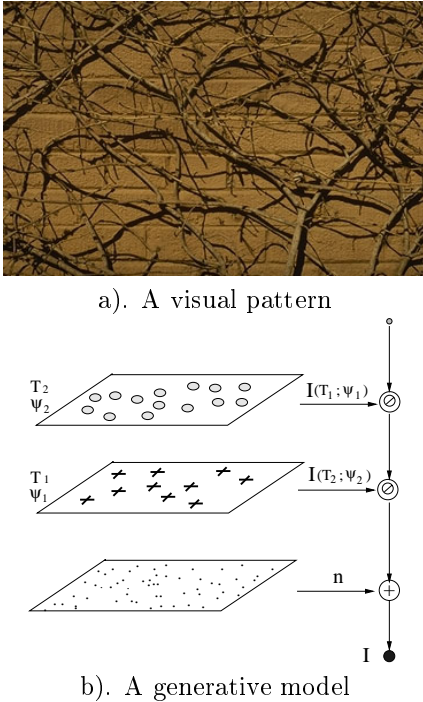 a). A visual pattern
T2
Ψ2
I(T1;Ψ1)
T1
Ψ1
I(T2;Ψ2)
n
+
I
b). A generative model